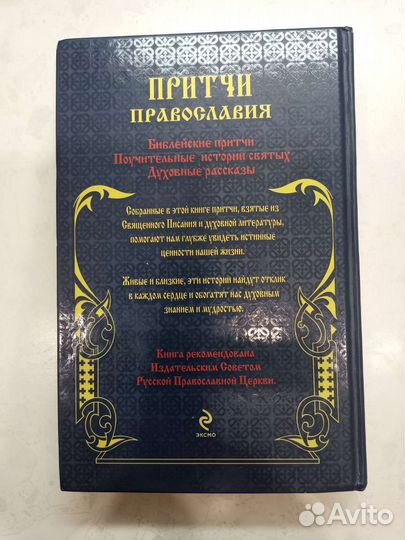 Притчи
православия
Библейские притчи
Поучительные истории святых
Духовные рассказы
Собранные в этой книге притчи, взятые из
Священного Писания и духовной литературы,
помогают нам глубже увидеть истинные
ценности нашей жизни.
Живые и близкие, эти истории найдут отклик
в каждом сердце и обогатят нас духовным
знанием и мудростью.
Книга рекомендована
Издательским Советом
Русской Православной Церкви.
ЭКСМО
Avito